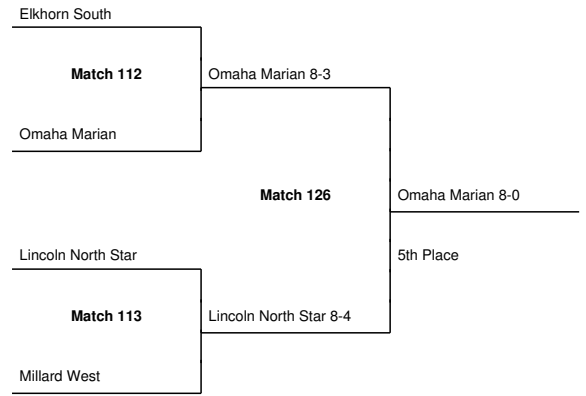 Elkhorn South
Match 112
Omaha Marian 8-3
Omaha Marian
Match 126
Omaha Marian 8-0
Lincoln North Star
5th Place
Match 113
Lincoln North Star 8-4
Millard West